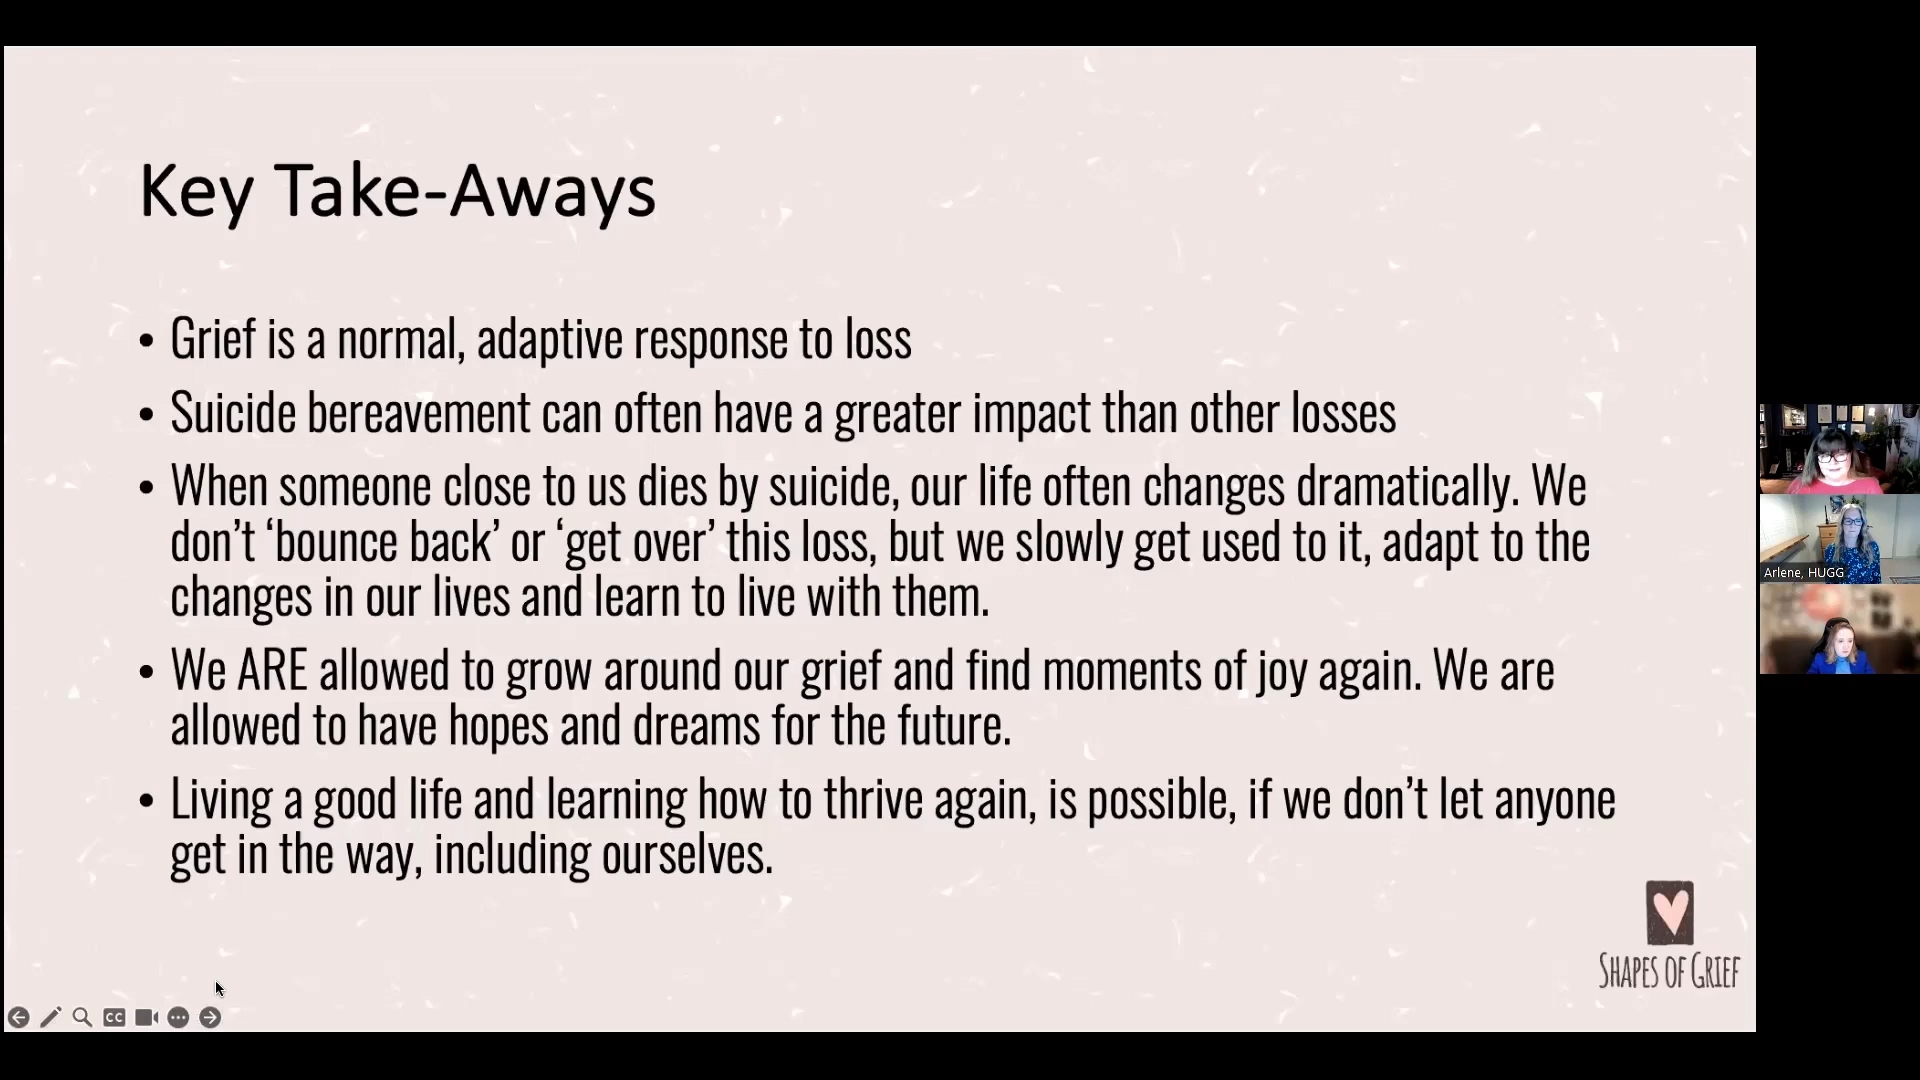 Key Take-Aways
• Grief is a normal, adaptive response to loss
• Suicide bereavement can often have a greater impact than other losses
• When someone close to us dies by suicide, our life often changes dramatically. We
don’t ‘bounce back’ or ‘get over’ this loss, but we slowly get used to it, adapt to the
changes in our lives and learn to live with them.
• We ARE allowed to grow around our grief and find moments of joy again. We are
allowed to have hopes and dreams for the future.
• Living a good life and learning how to thrive again, is possible, if we don’t let anyone
get in the way, including ourselves.
SHAPES OF GRIEF
Arlene, HUGG
CC